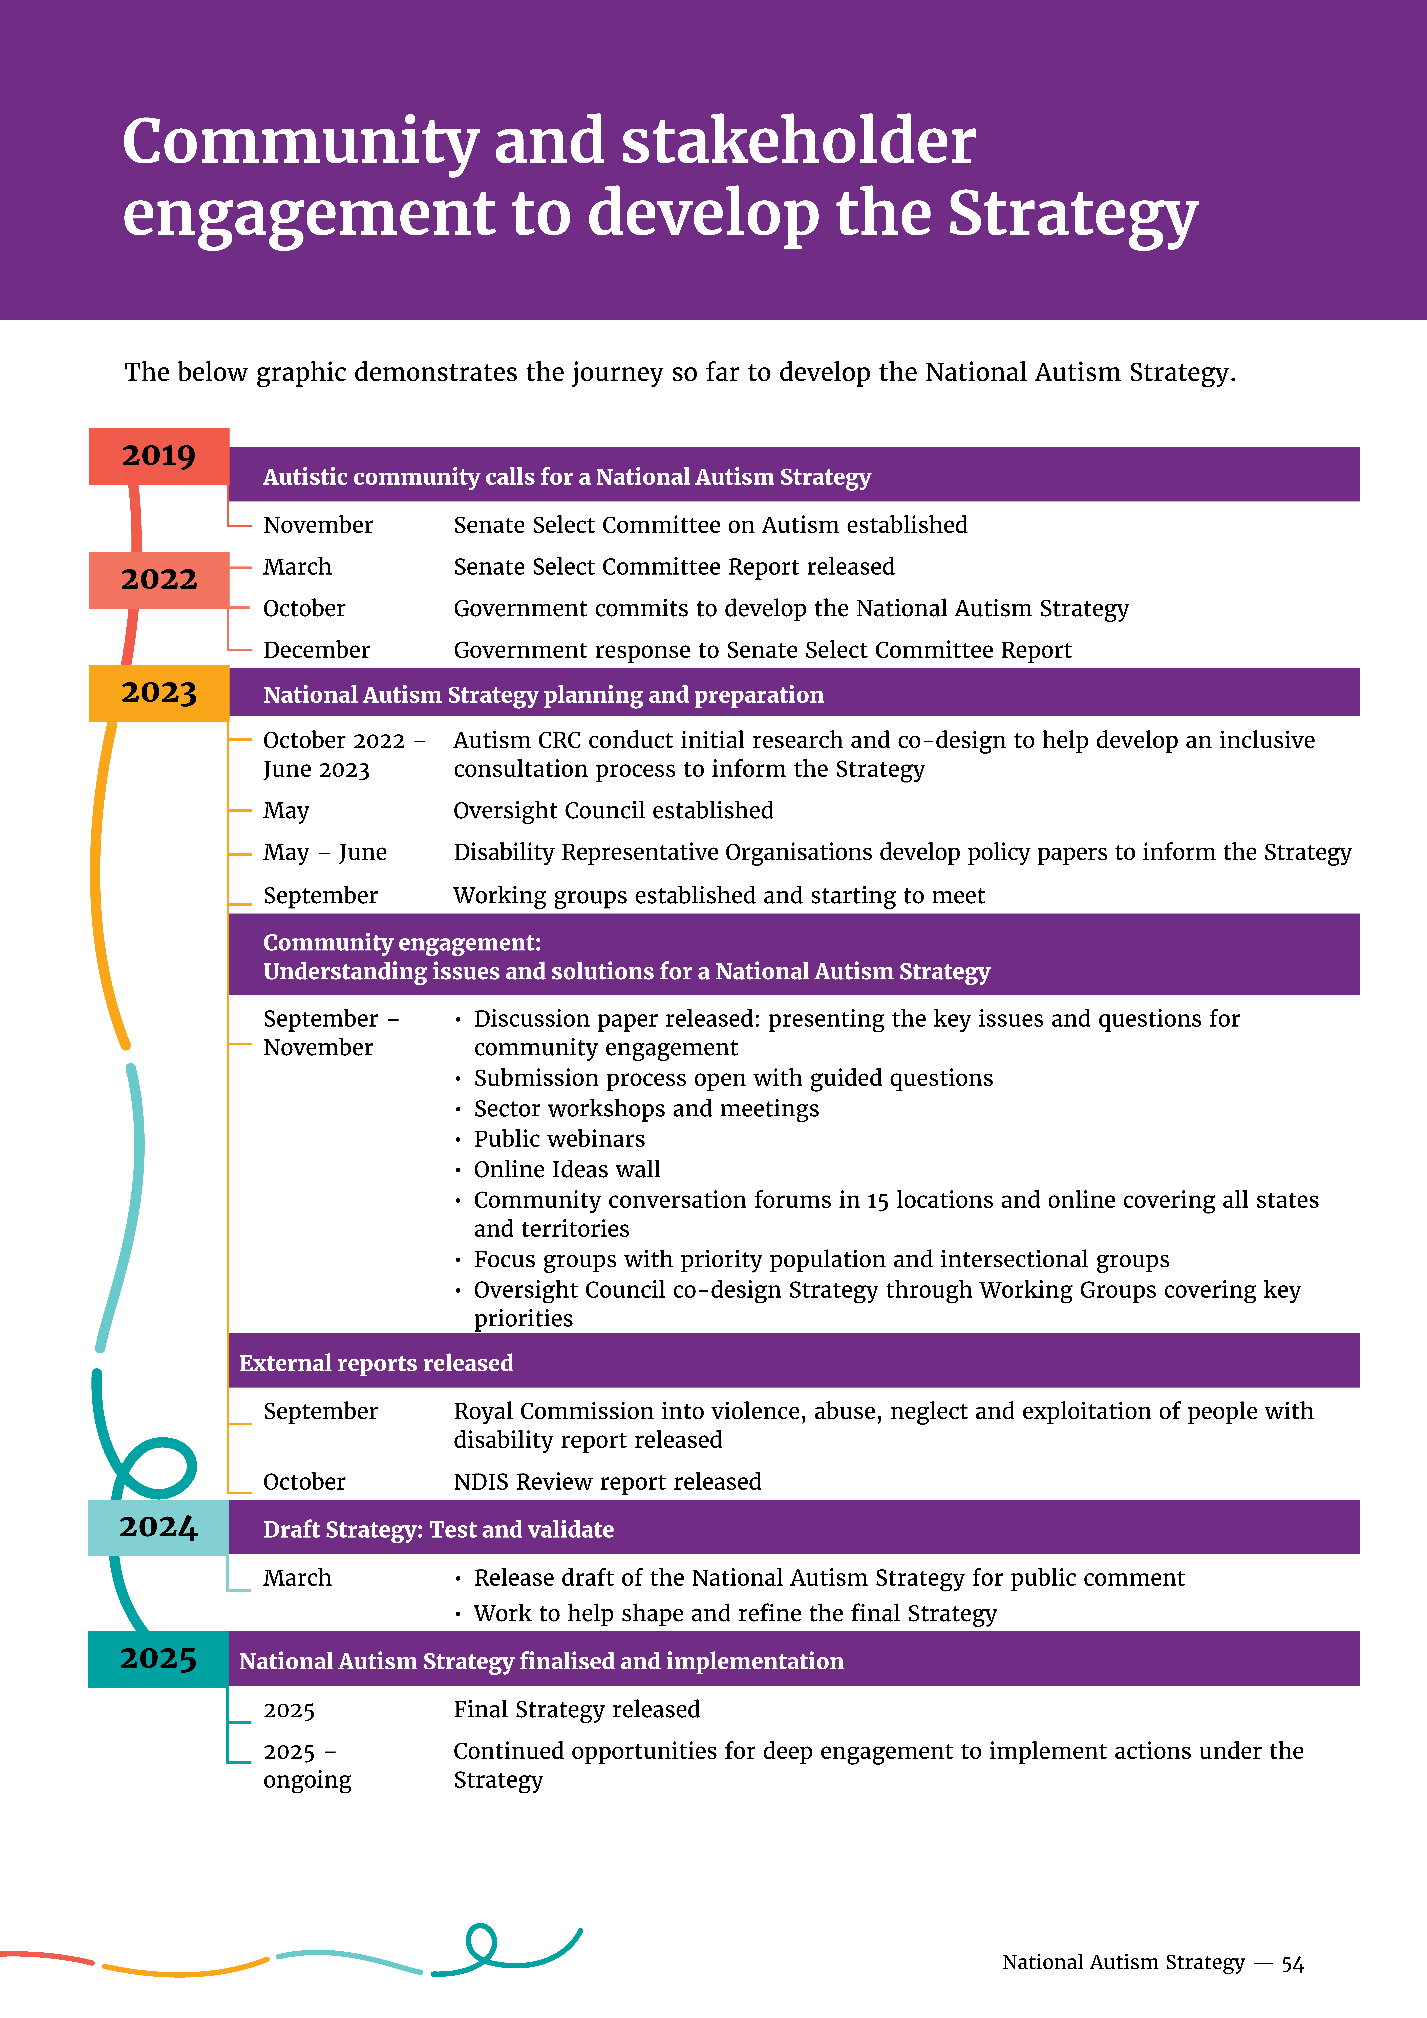 Community and stakeholder
engagement to develop the Strategy
The below graphic demonstrates the journey so far to develop the National Autism Strategy.
2019
Autistic community calls for a National Autism Strategy
November Senate Select Committee on Autism established
2022
March Senate Select Committee Report released
October Government commits to develop the National Autism Strategy
December Government response to Senate Select Committee Report
2023
National Autism Strategy planning and preparation
October 2022 – Autism CRC conduct initial research and co-design to help develop an inclusive
June 2023 consultation process to inform the Strategy
May Oversight Council established
May – June Disability Representative Organisations develop policy papers to inform the Strategy
September Working groups established and starting to meet
Community engagement:
Understanding issues and solutions for a National Autism Strategy
September – • Discussion paper released: presenting the key issues and questions for
November community engagement
• Submission process open with guided questions
• Sector workshops and meetings
• Public webinars
• Online Ideas wall
• Community conversation forums in 15 locations and online covering all states
and territories
• Focus groups with priority population and intersectional groups
• Oversight Council co-design Strategy through Working Groups covering key
priorities
External reports released
September Royal Commission into violence, abuse, neglect and exploitation of people with
disability report released
October NDIS Review report released
2024
Draft Strategy: Test and validate
March • Release draft of the National Autism Strategy for public comment
• Work to help shape and refine the final Strategy
2025
National Autism Strategy finalised and implementation
2025 Final Strategy released
2025 – Continued opportunities for deep engagement to implement actions under the
ongoing Strategy
National Autism Strategy — 54